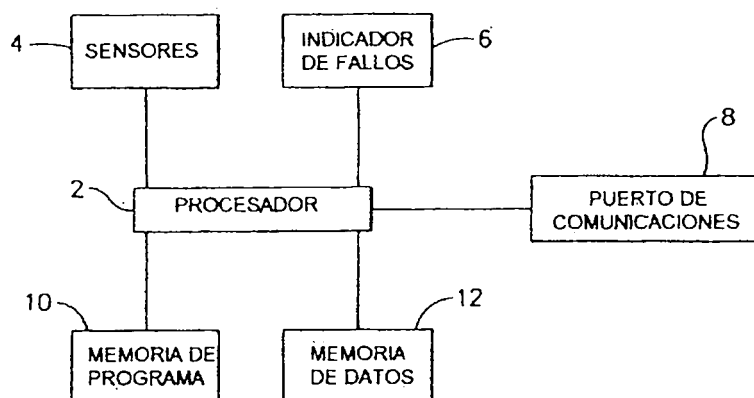 4
SENSORES
INDICADOR
DE FALLOS
6
8
2
PROCESADOR
PUERTO DE
COMUNICACIONES
10
12
MEMORIA DE
PROGRAMA
MEMORIA
DE DATOS